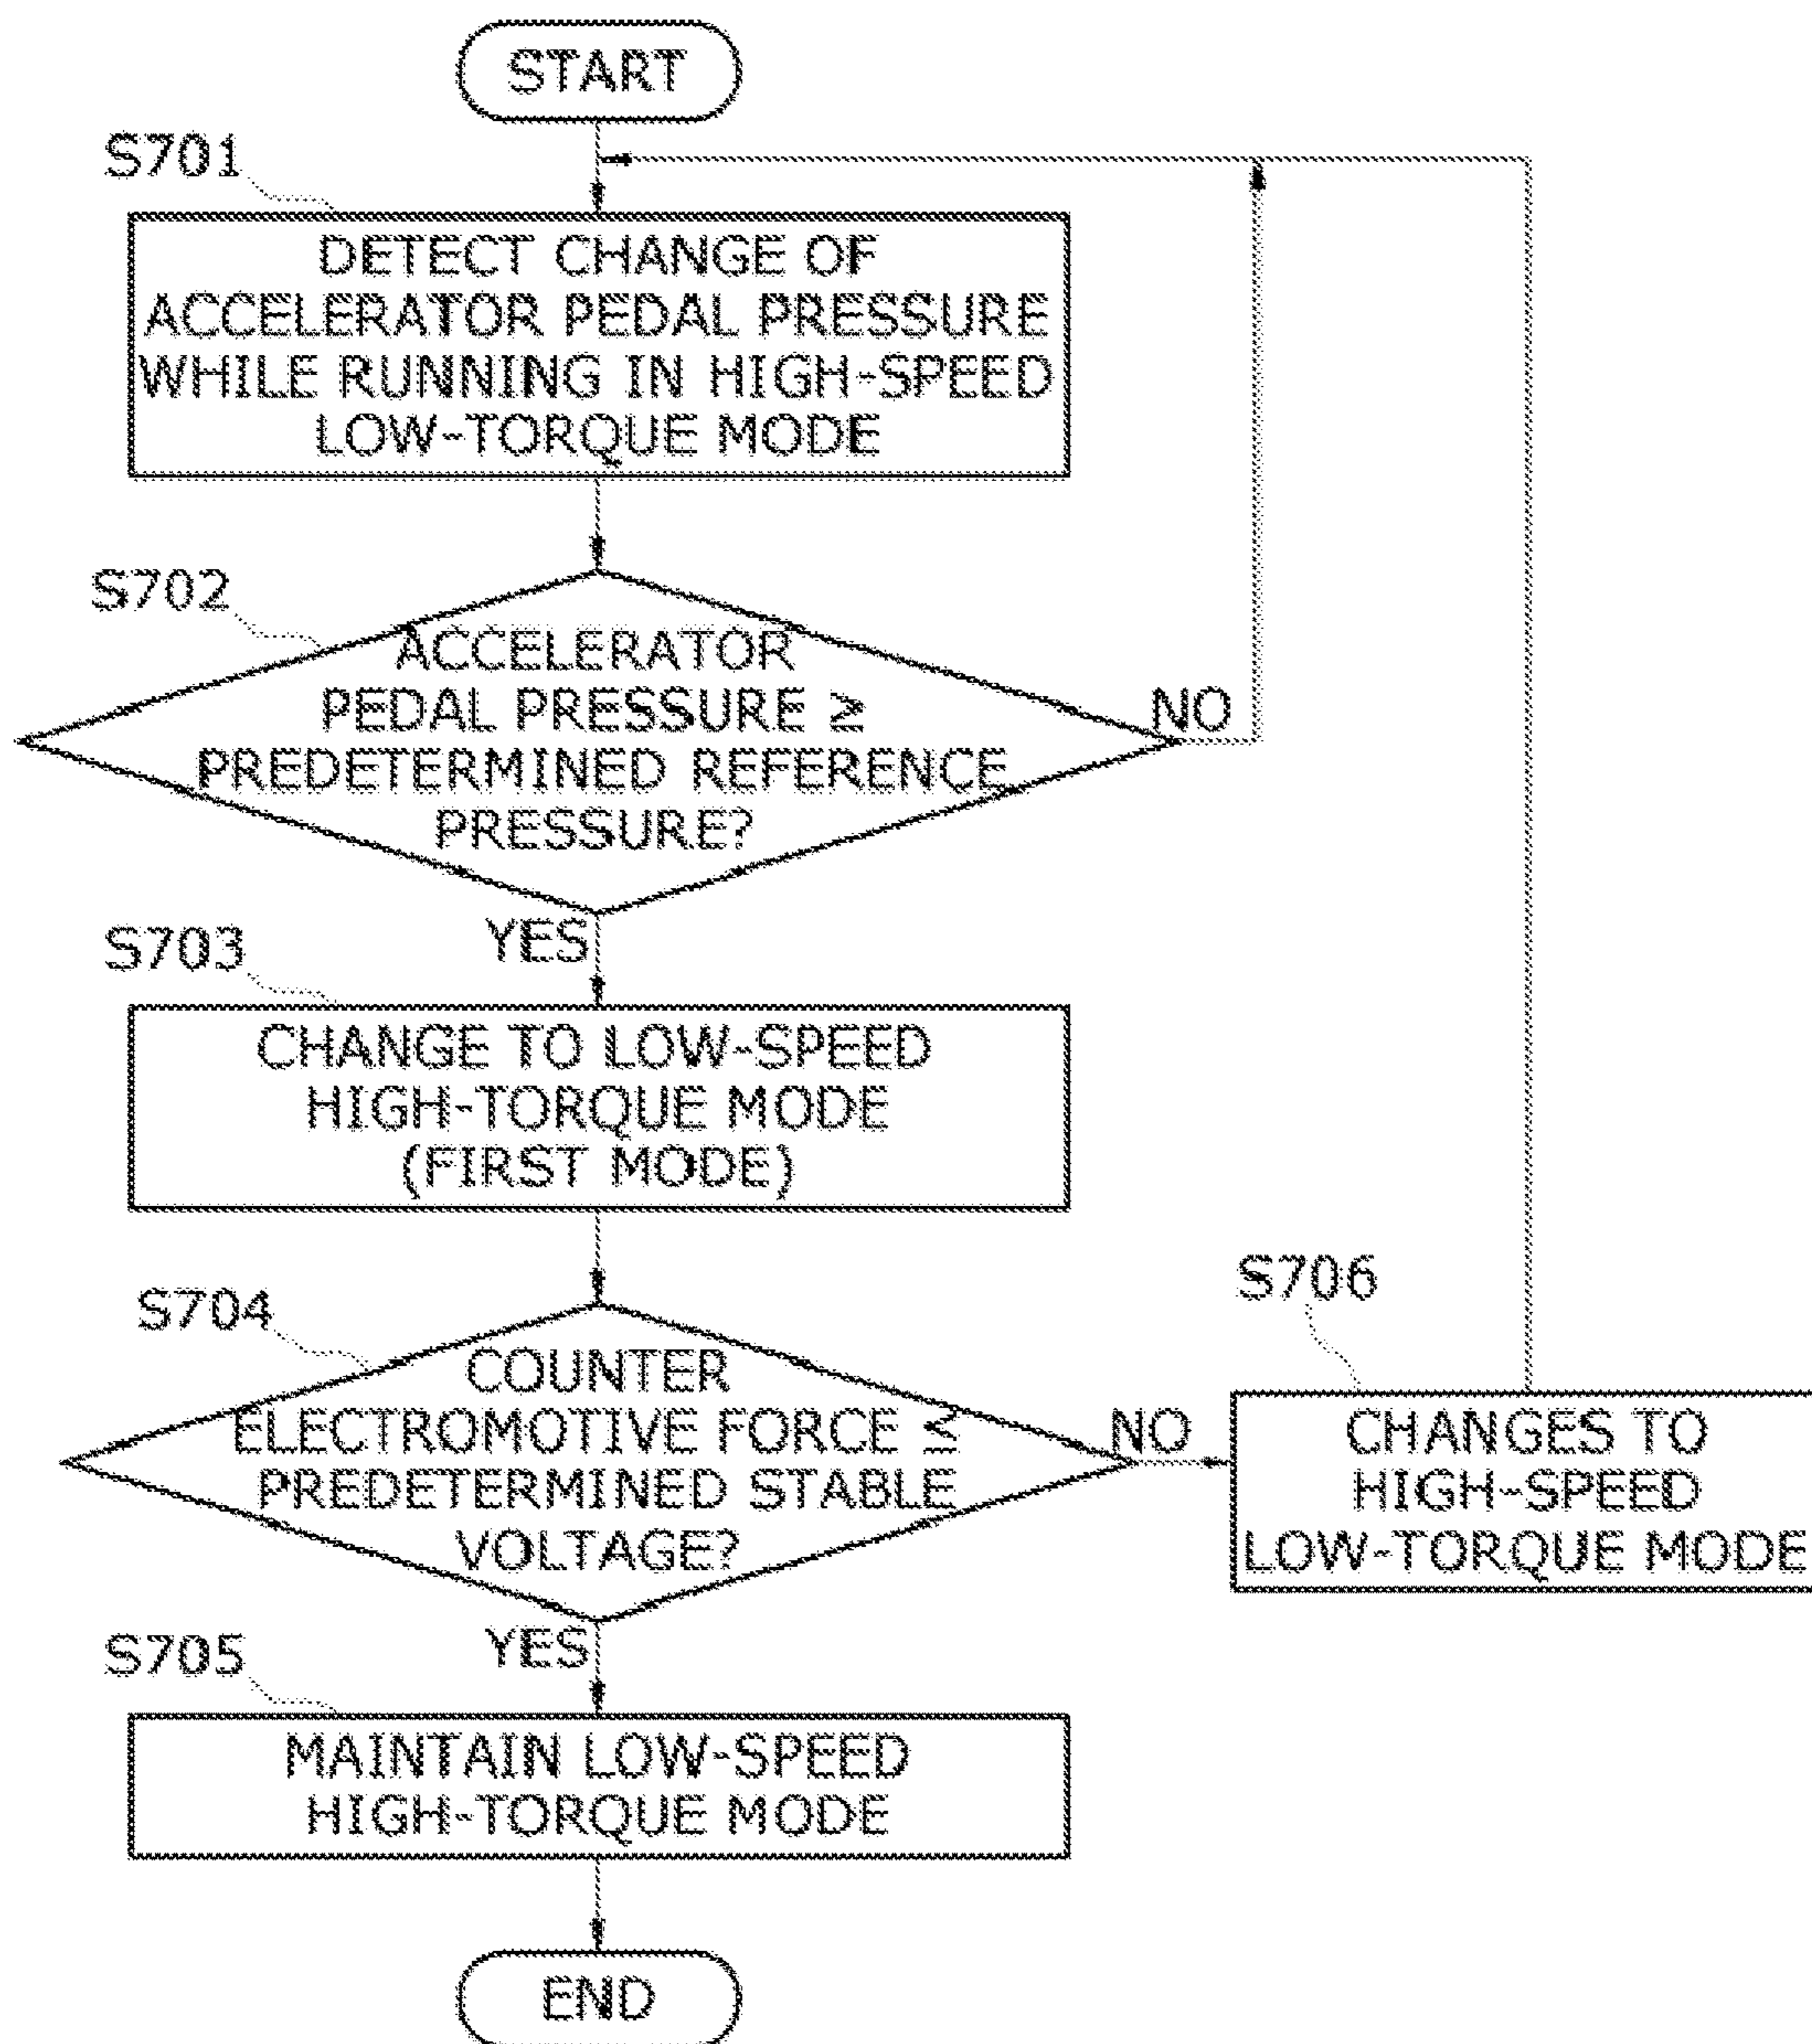 START
S701
DETECT CHANGE OF
ACCELERATOR PEDAL PRESSURE
WHILE RUNNING IN HIGH-SPEED
LOW-TORQUE MODE
S702
ACCELERATOR
PEDAL PRESSURE ≥
PREDETERMINED REFERENCE
PRESSURE?
NO
YES
S703
CHANGE TO LOW-SPEED
HIGH-TORQUE MODE
(FIRST MODE)
S704
COUNTER
ELECTROMOTIVE FORCE ≤
PREDETERMINED STABLE
VOLTAGE?
NO
S706
CHANGES TO
HIGH-SPEED
LOW-TORQUE MODE
YES
S705
MAINTAIN LOW-SPEED
HIGH-TORQUE MODE
END